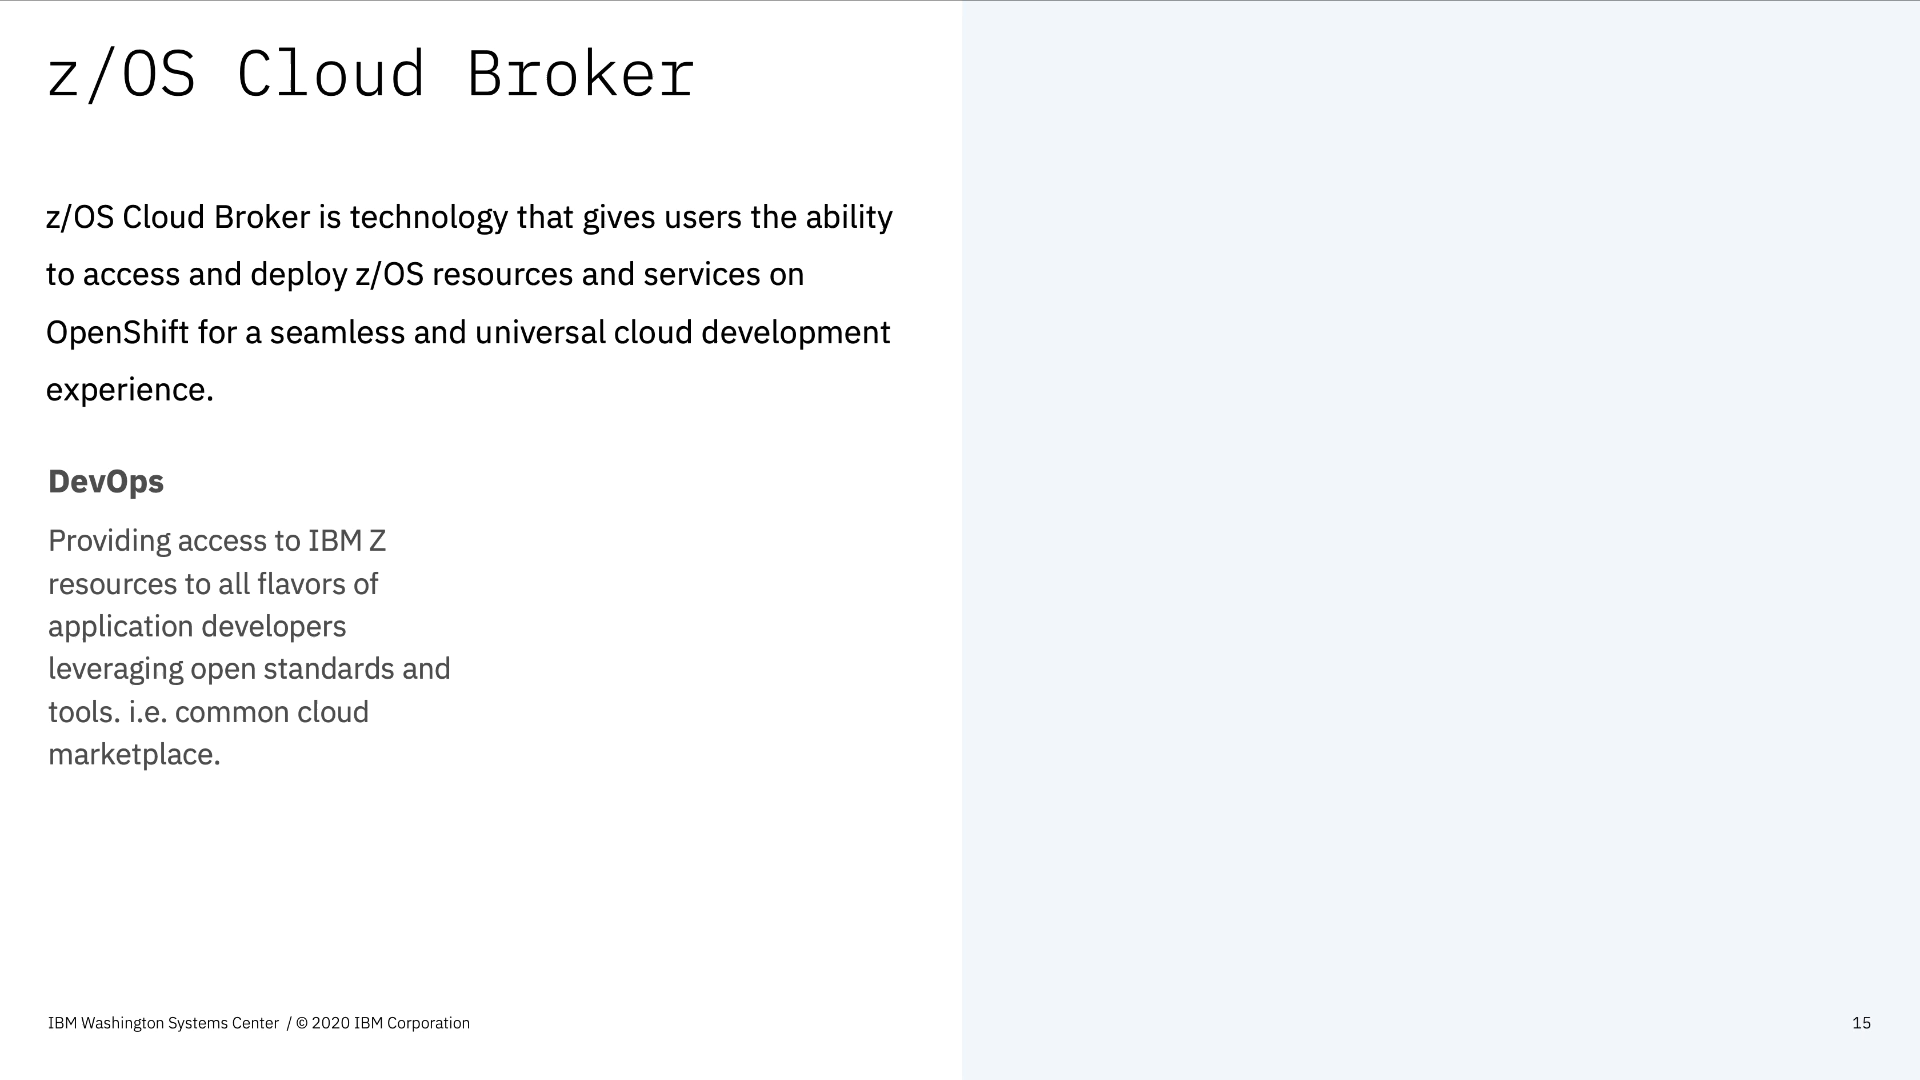 z/OS Cloud Broker
z/OS Cloud Broker is technology that gives users the ability
to access and deploy z/OS resources and services on
OpenShift for a seamless and universal cloud development
experience.
DevOps
Providing access to IBM Z
resources to all flavors of
application developers
leveraging open standards and
tools. i.e. common cloud
marketplace.
IBM Washington Systems Center / © 2020 IBM Corporation
15